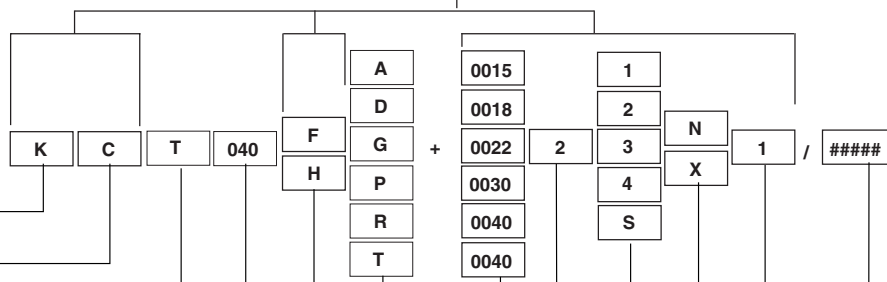 A 0015 1
D 0018 2
F N
K C T 040 G + 0022 2 3 1 / #####
H X
P 0030 4
R 0040 S
T 0040